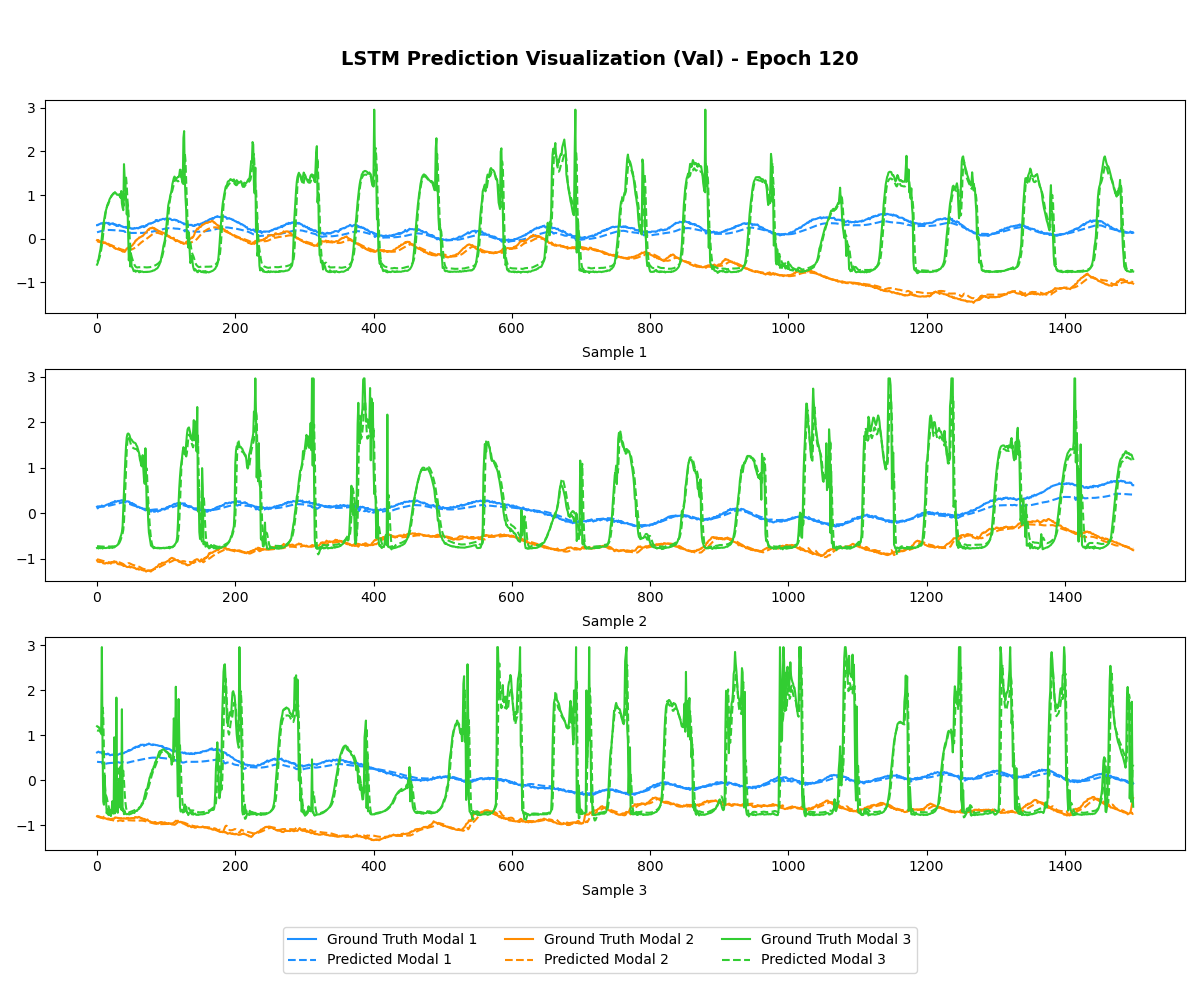 LSTM Prediction Visualization (Val) - Epoch 120
3
2
1
0
−1
0 200 400 600 800 1000 1200 1400
Sample 1
3
2
1
0
−1
0 200 400 600 800 1000 1200 1400
Sample 2
3
2
1
0
−1
0 200 400 600 800 1000 1200 1400
Sample 3
Ground Truth Modal 1 Ground Truth Modal 2 Ground Truth Modal 3
Predicted Modal 1 Predicted Modal 2 Predicted Modal 3